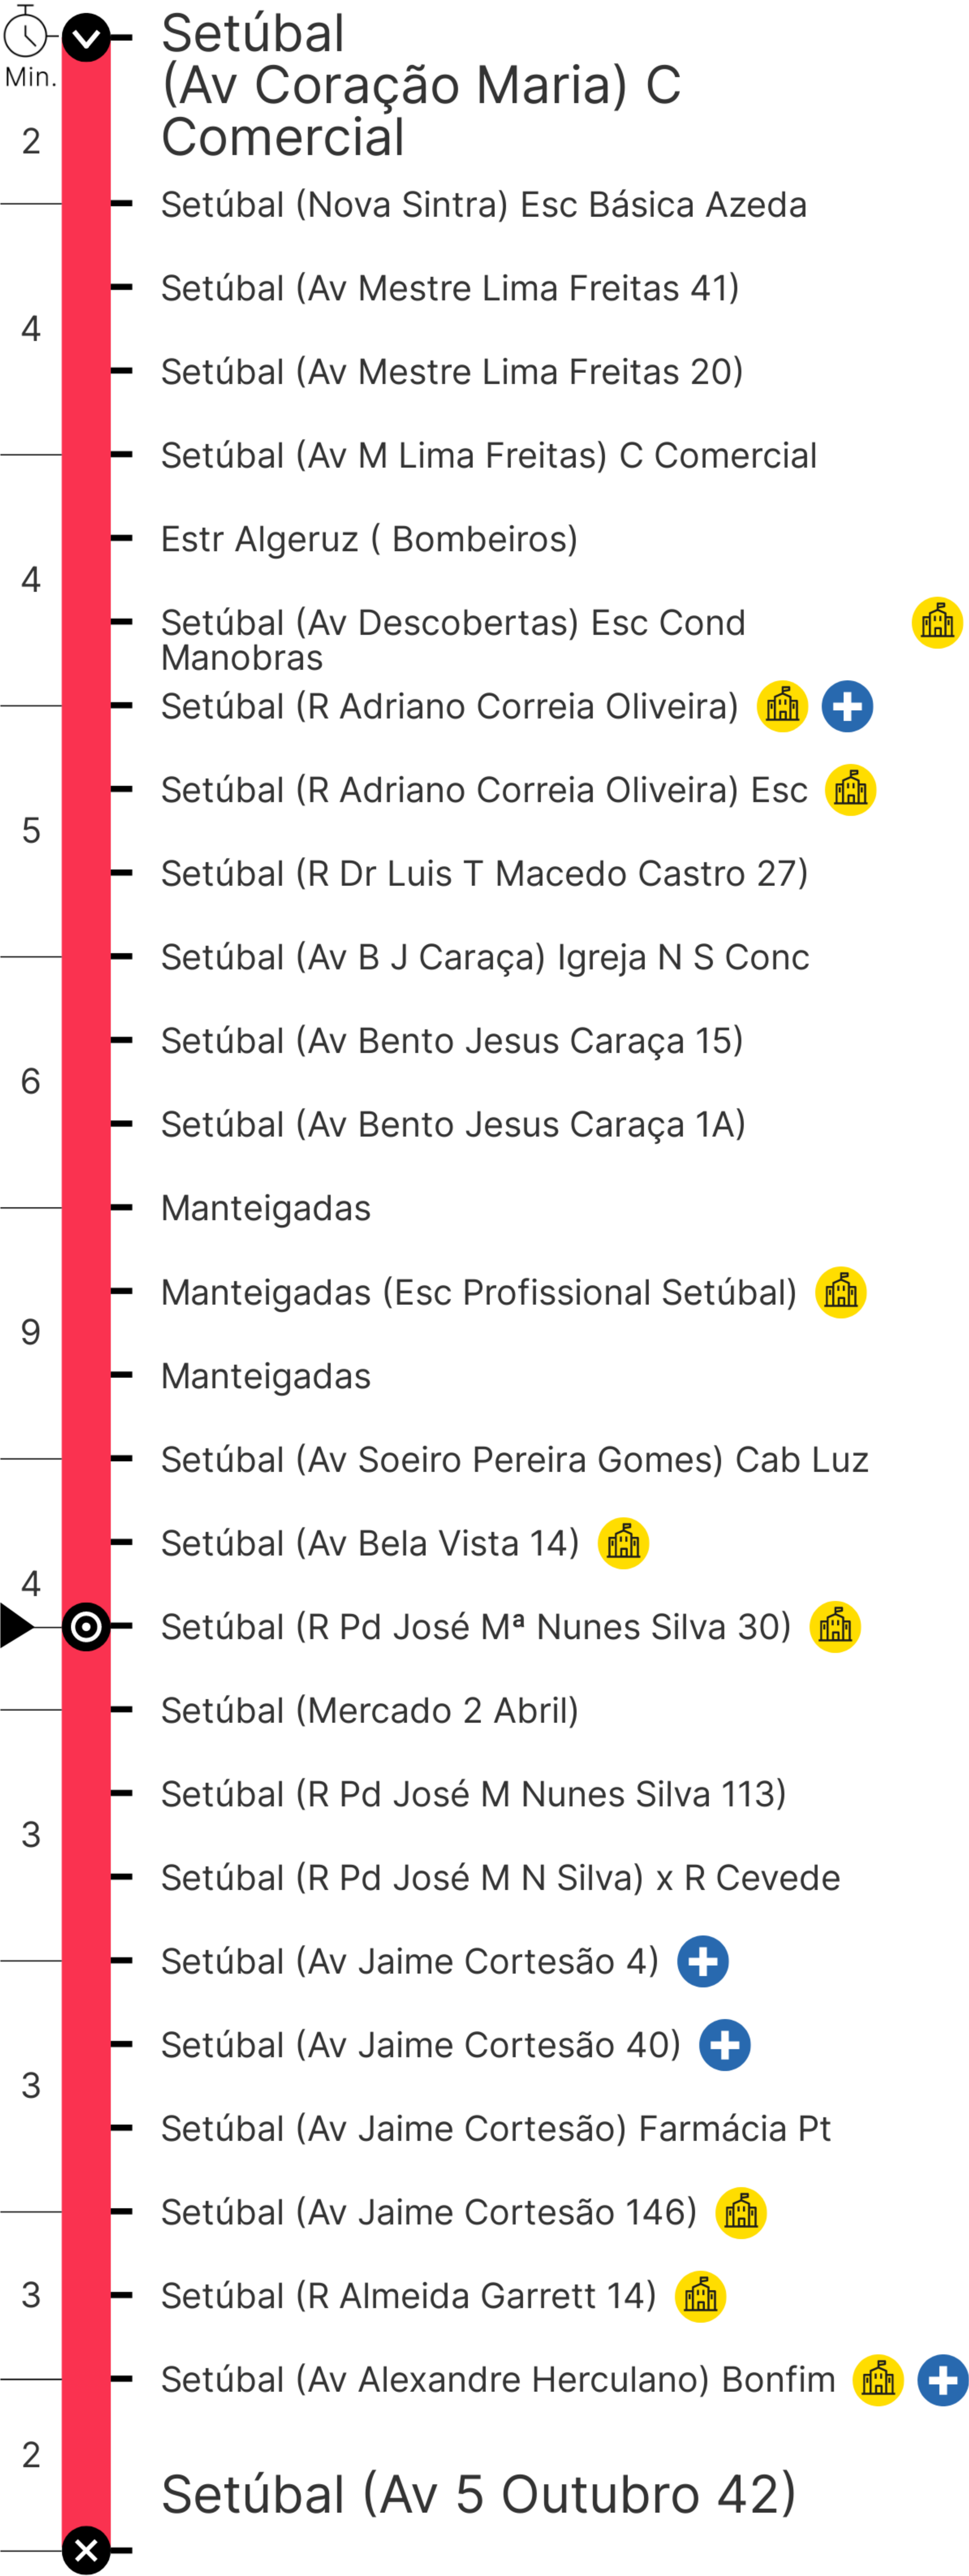 Setúbal
(Av Coração Maria) C
Comercial
Min.
2
Setúbal (Nova Sintra) Esc Básica Azeda
Setúbal (Av Mestre Lima Freitas 41)
4
Setúbal (Av Mestre Lima Freitas 20)
Setúbal (Av M Lima Freitas) C Comercial
Estr Algeruz ( Bombeiros)
4
Setúbal (Av Descobertas) Esc Cond
Manobras
Setúbal (R Adriano Correia Oliveira)
Setúbal (R Adriano Correia Oliveira) Esc
5
Setúbal (R Dr Luis T Macedo Castro 27)
Setúbal (Av B J Caraça) Igreja N S Conc
Setúbal (Av Bento Jesus Caraça 15)
6
Setúbal (Av Bento Jesus Caraça 1A)
Manteigadas
Manteigadas (Esc Profissional Setúbal)
9
Manteigadas
Setúbal (Av Soeiro Pereira Gomes) Cab Luz
Setúbal (Av Bela Vista 14)
4
Setúbal (R Pd José Mª Nunes Silva 30)
Setúbal (Mercado 2 Abril)
Setúbal (R Pd José M Nunes Silva 113)
3
Setúbal (R Pd José M N Silva) x R Cevede
Setúbal (Av Jaime Cortesão 4)
Setúbal (Av Jaime Cortesão 40)
3
Setúbal (Av Jaime Cortesão) Farmácia Pt
Setúbal (Av Jaime Cortesão 146)
3
Setúbal (R Almeida Garrett 14)
Setúbal (Av Alexandre Herculano) Bonfim
2
Setúbal (Av 5 Outubro 42)